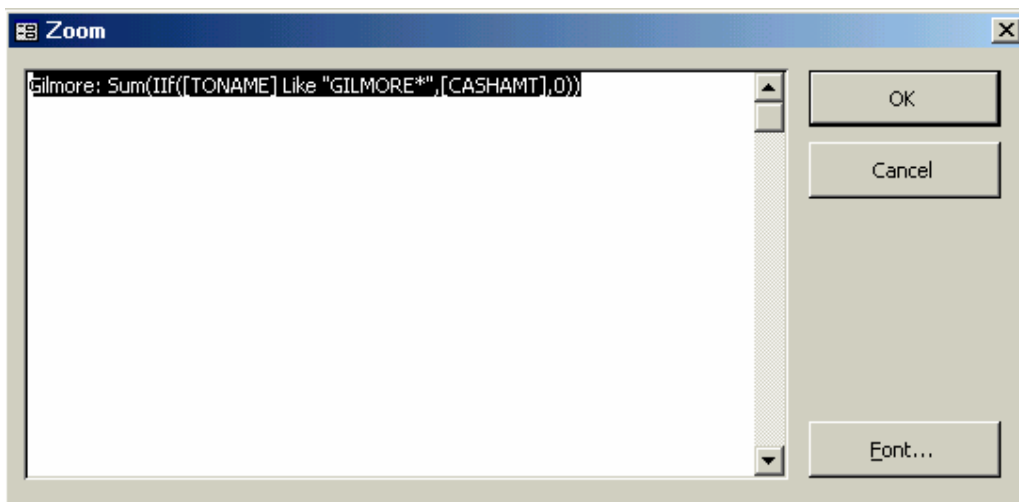 Zoom
Gilmore: Sum(IIf([TONAME] Like "GILMORE*",[CASHAMT],0))
OK
Cancel
Font...